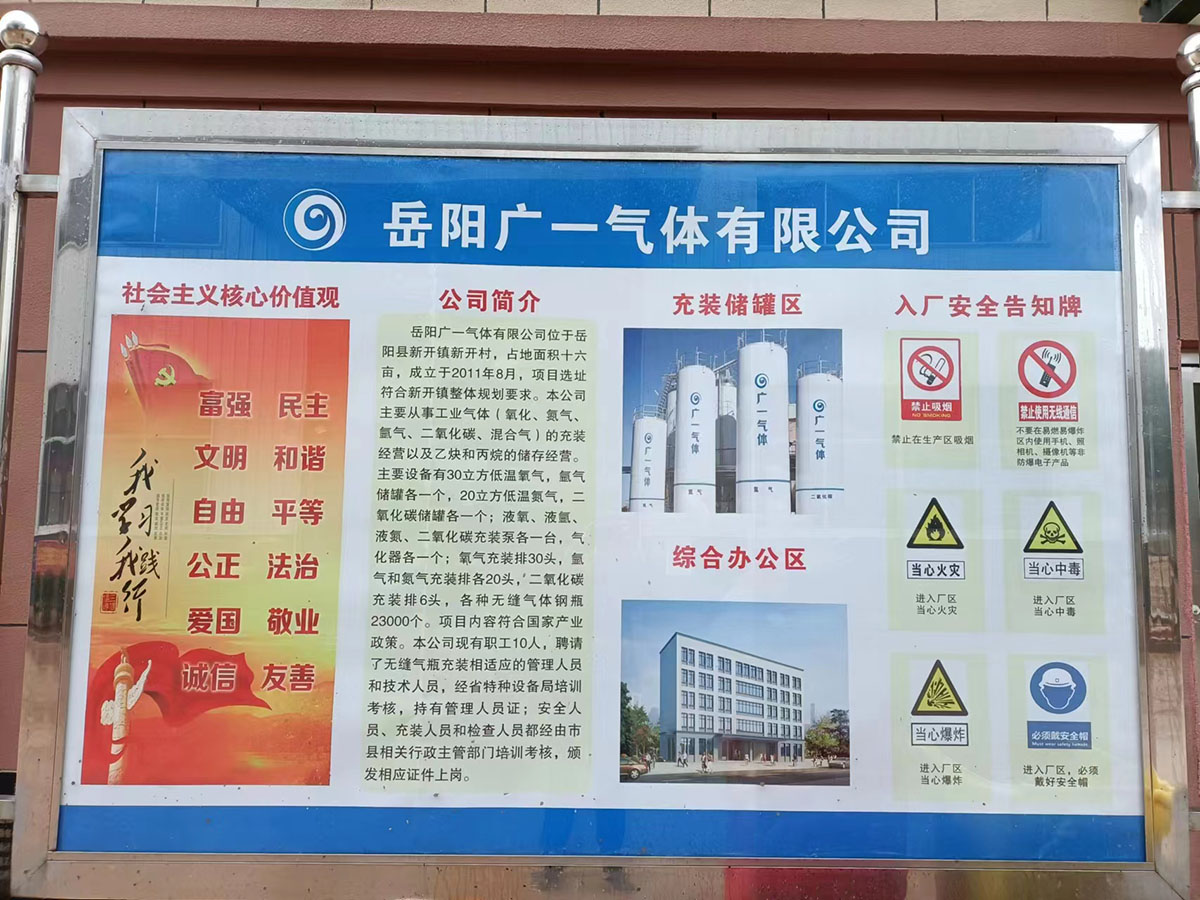 岳阳广一气体有限公司
社会主义核心价值观
富强 民主
文明 和谐
自由 平等
公正 法治
爱国 敬业
诚信 友善
我学习
我践行
公司简介
岳阳广一气体有限公司位于岳
阳县新开镇新开村，占地面积十六
亩，成立于2011年8月，项目选址
符合新开镇整体规划要求。本公司
主要从事工业气体（氧化、氮气、
氩气、二氧化碳、混合气）的充装
经营以及乙炔和丙烷的储存经营。
主要设备有30立方低温氧气，氩气
储罐各一个，20立方低温氮气，二
氧化碳储罐各一个；液氧、液氩、
液氮、二氧化碳充装泵各一台，气
化器各一个；氧气充装排30头，氩
气和氮气充装排各20头，二氧化碳
充装排6头，各种无缝气体钢瓶
23000个。项目内容符合国家产业
政策。本公司现有职工10人，聘请
了无缝气瓶充装相适应的管理人员
和技术人员，经省特种设备局培训
考核，持有管理人员证；安全人
员、充装人员和检查人员都经由市
县相关行政主管部门培训考核，颁
发相应证件上岗。
充装储罐区
广一气体
广一气体
广一气体
广一气体
二氧化碳
综合办公区
入厂安全告知牌
禁止吸烟
NO SMOKING
禁止在生产区吸烟
禁止使用无线通信
不要在易燃易爆炸
区内使用手机、照
相机、摄像机等非
防爆电子产品
当心火灾
进入厂区
当心火灾
当心中毒
进入厂区
当心中毒
当心爆炸
进入厂区
当心爆炸
必须戴安全帽
Must wear safety helmets
进入厂区，必须
戴好安全帽